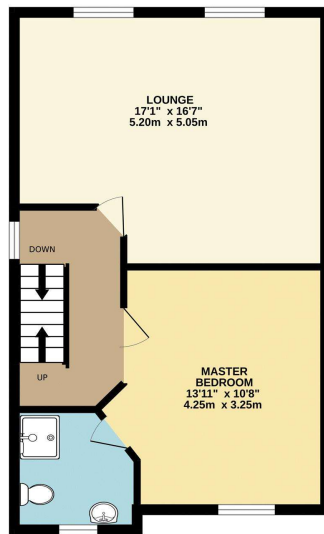 LOUNGE
17'1" x 16'7"
5.20m x 5.05m
DOWN
UP
MASTER
BEDROOM
13'11" x 10'8"
4.25m x 3.25m